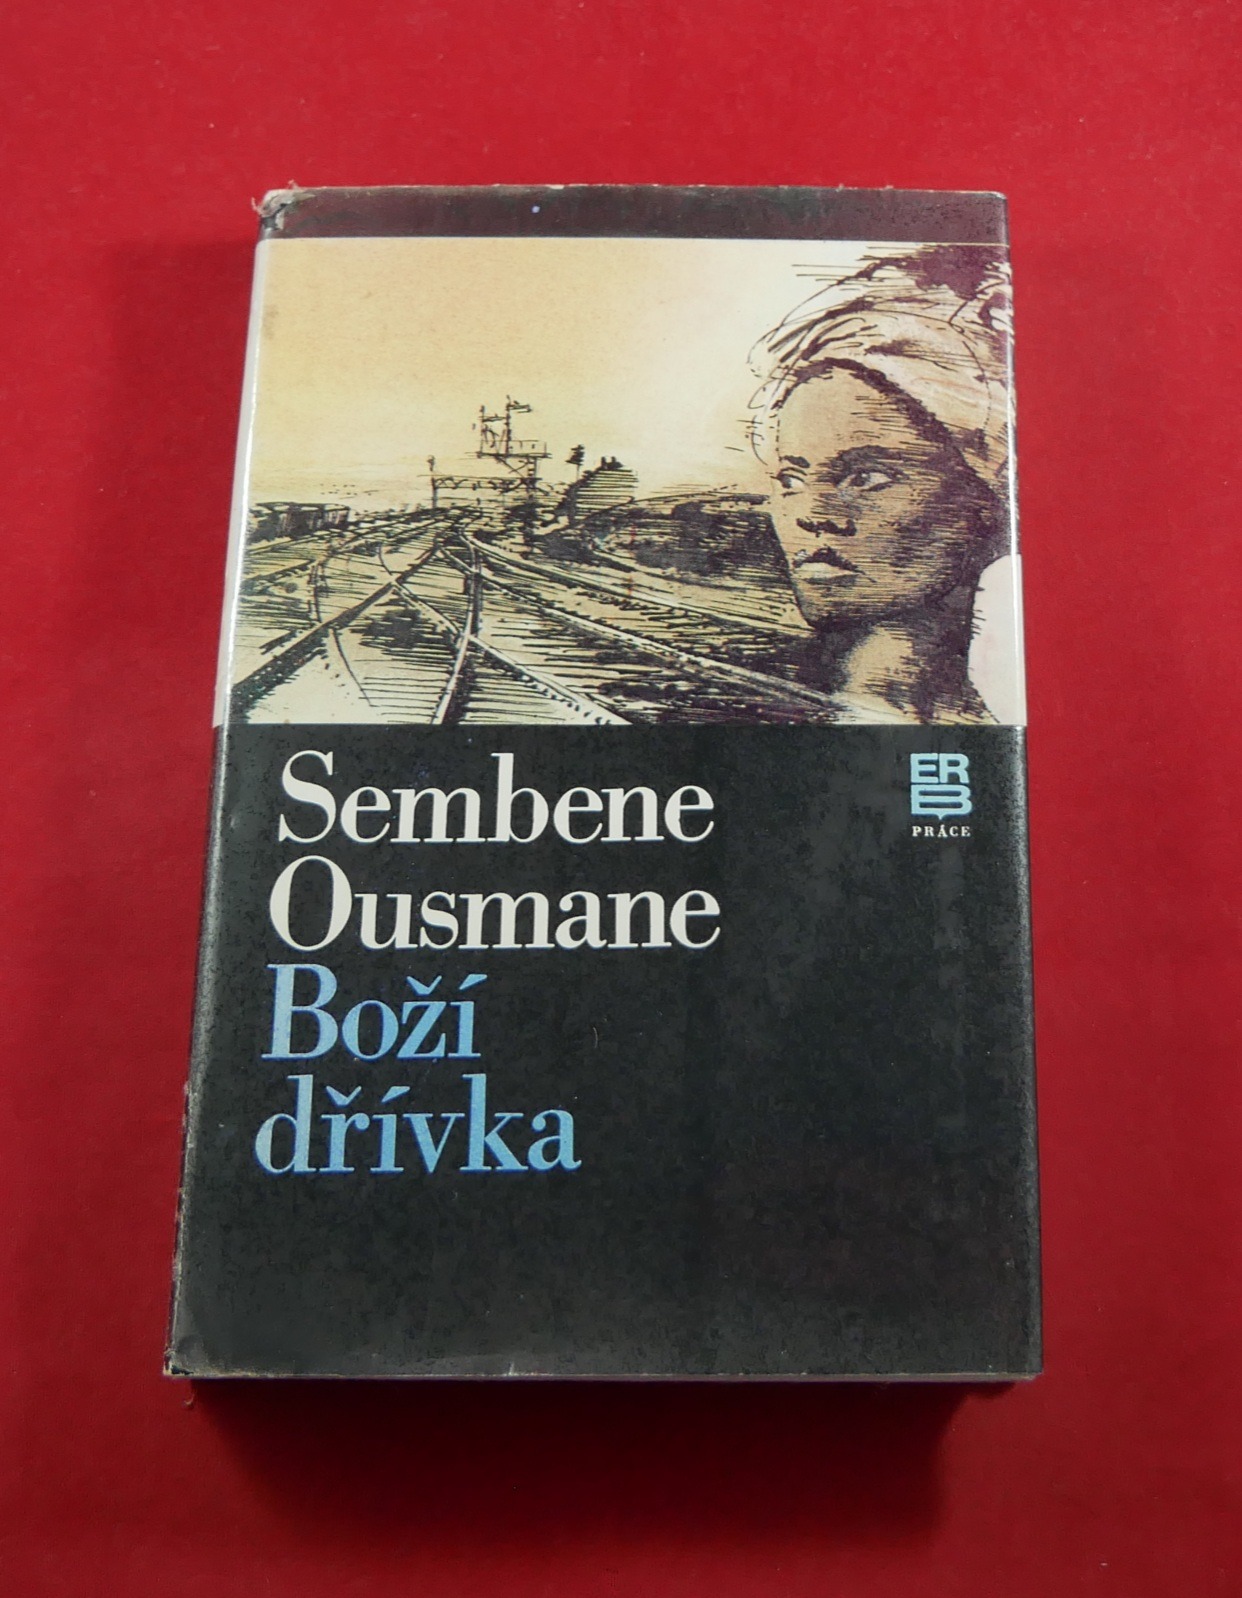 Sembene
Ousmane
Boží
dřívka
ER
B
PRÁCE